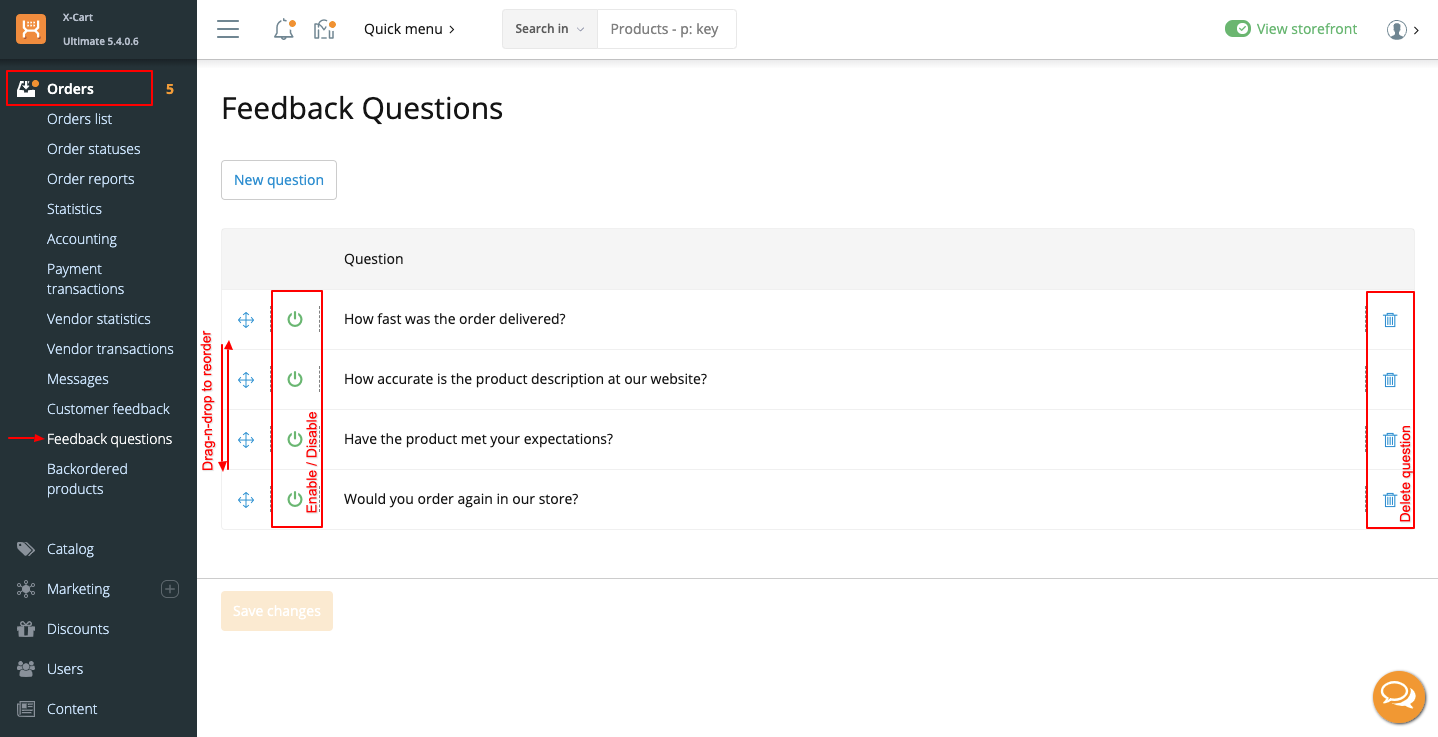 X-Cart
Ultimate 5.4.0.6
Quick menu
Search in
Products - p: key
View storefront
Orders
5
Orders list
Order statuses
Order reports
Statistics
Accounting
Payment
transactions
Vendor statistics
Vendor transactions
Messages
Customer feedback
Feedback questions
Backordered
products
Catalog
Marketing
Discounts
Users
Content
Feedback Questions
New question
Question
How fast was the order delivered?
How accurate is the product description at our website?
Have the product met your expectations?
Would you order again in our store?
Drag-n-drop to reorder
Enable / Disable
Delete question
Save changes